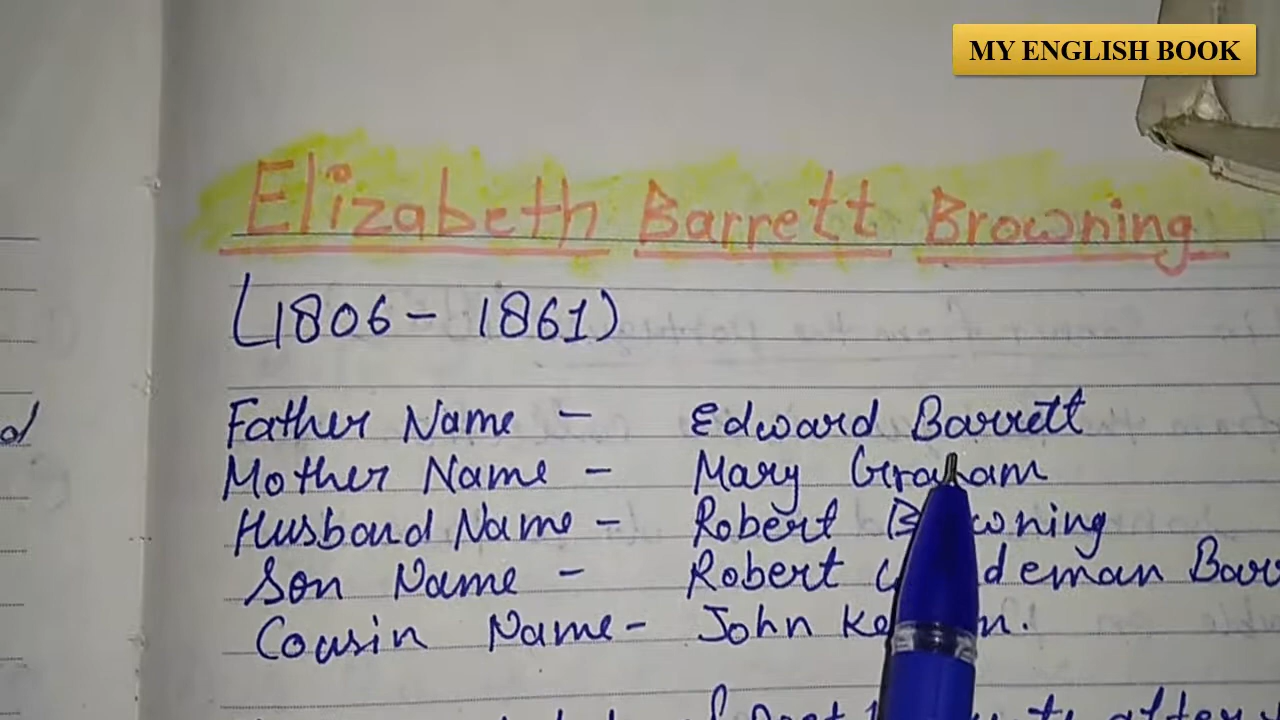 MY ENGLISH BOOK
Elizabeth Barrett Browning
(1806 - 1861)
Father Name - Edward Barrett
Mother Name - Mary Graham
Husband Name - Robert Browning
Son Name - Robert
Cousin Name - John
d